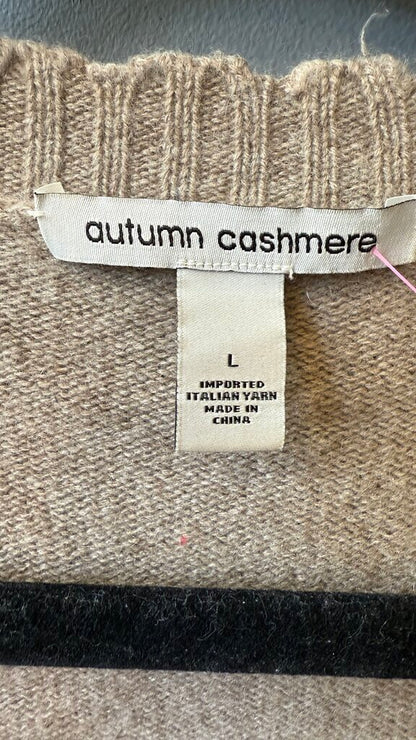 autumn cashmere
L
IMPORTED
ITALIAN YARN
MADE IN
CHINA